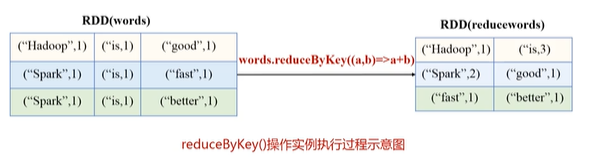 RDD(words)
RDD(reducewords)
("Hadoop",1) ("is,1) ("good",1)
("Spark",1) ("is,1) ("fast",1)
("Spark",1) ("is,1) ("better",1)
words.reduceByKey((a,b)=>a+b)
("Hadoop",1) ("is,3)
("Spark",2) ("good",1)
("fast",1) ("better",1)
reduceByKey()操作实例执行过程示意图